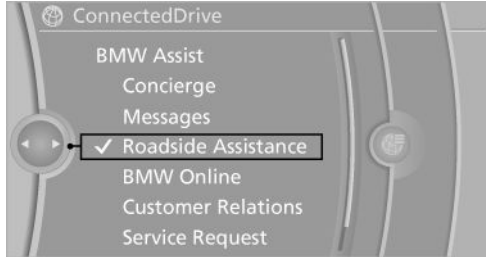 ConnectedDrive
BMW Assist
Concierge
Messages
Roadside Assistance
BMW Online
Customer Relations
Service Request